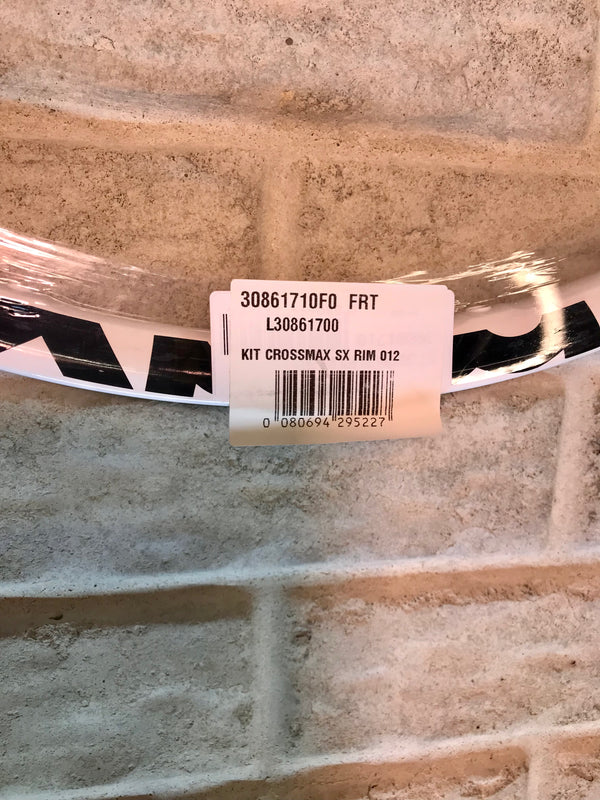 30861710F0 FRT
L30861700
KIT CROSSMAX SX RIM 012
0 080694 295227